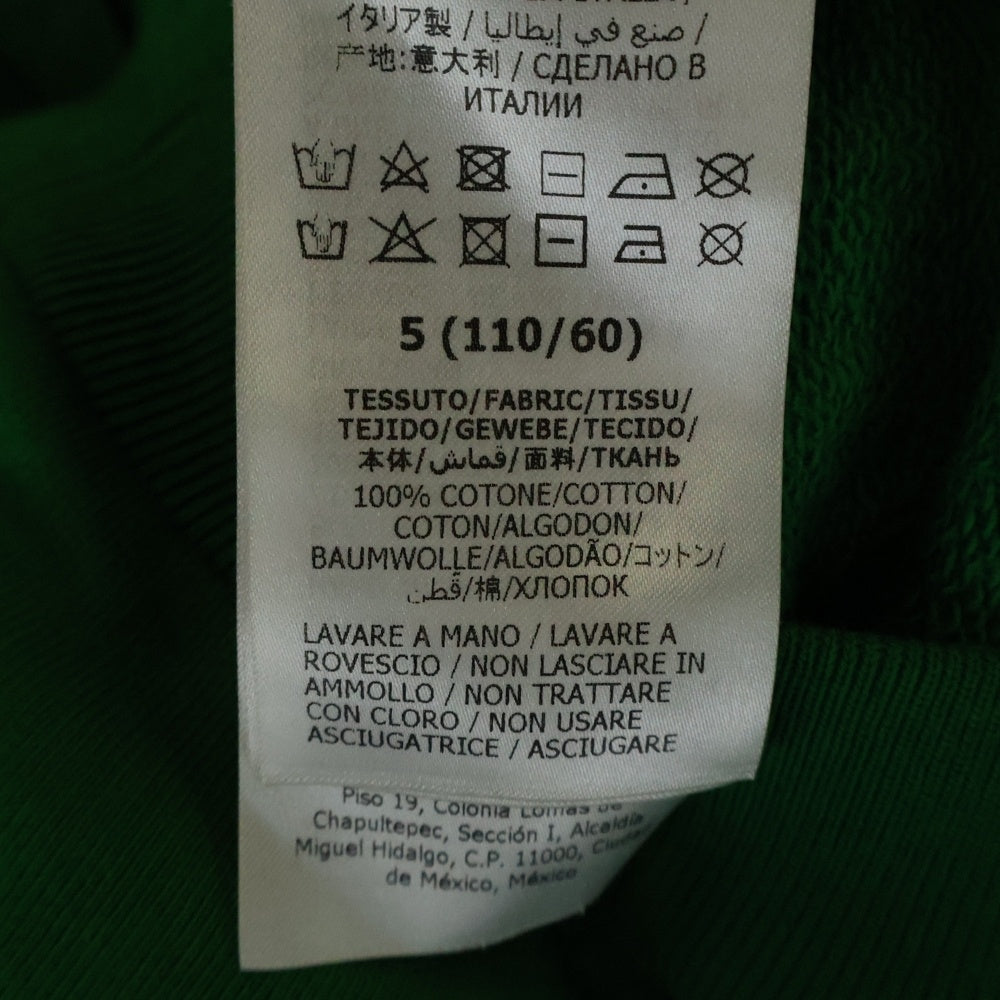 イタリア製 / صنع في إيطاليا /
产地:意大利 / СДЕЛАНО В
ИТАЛИИ
5 (110/60)
TESSUTO/FABRIC/TISSU/
TEJIDO/GEWEBE/TECIDO/
本体/قماش/面料/ТКАНЬ
100% COTONE/COTTON/
COTON/ALGODON/
BAUMWOLLE/ALGODÃO/コットン/
قطن/棉/ХЛОПОК
LAVARE A MANO / LAVARE A
ROVESCIO / NON LASCIARE IN
AMMOLLO / NON TRATTARE
CON CLORO / NON USARE
ASCIUGATRICE / ASCIUGARE
Piso 19, Colonia Lomas de
Chapultepec, Sección I, Alcaldía
Miguel Hidalgo, C.P. 11000,
de México, México